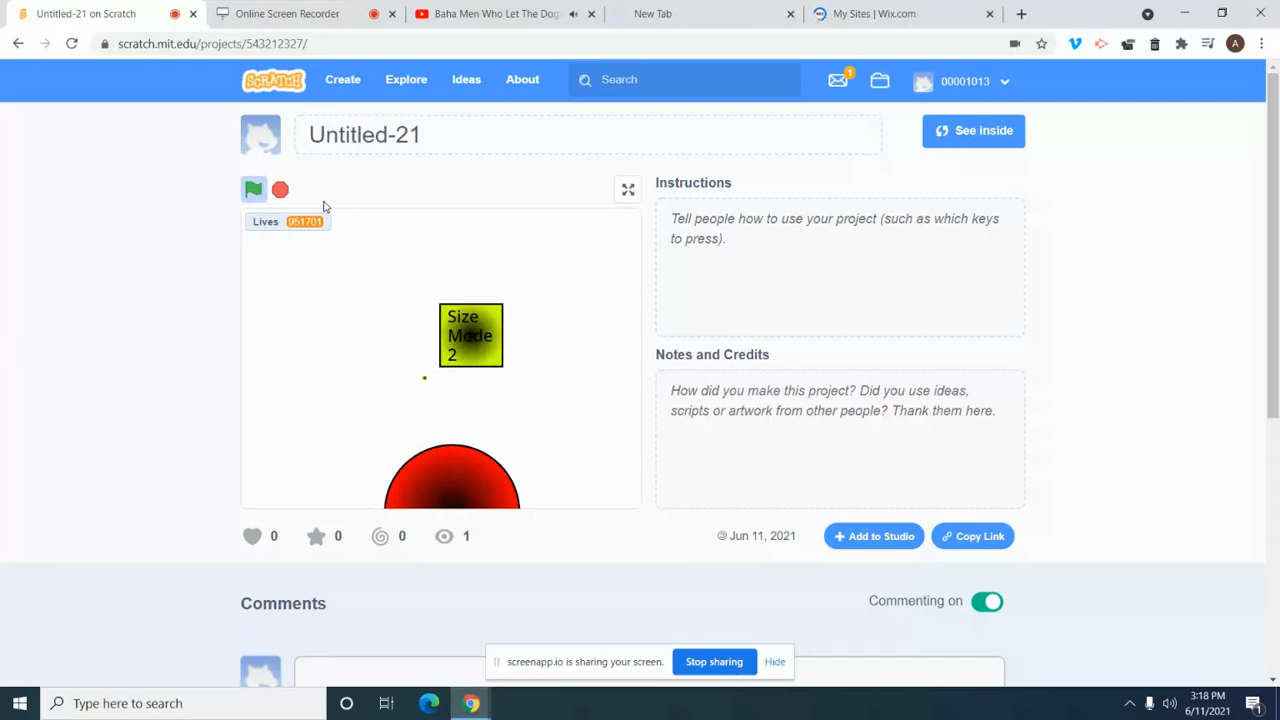 Untitled-21 on Scratch
Online Screen Recorder
Baha Men Who Let The Dog
New Tab
WiX
My Sites | Wix.com
scratch.mit.edu/projects/543212327/
A
SCRATCH
Create
Explore
Ideas
About
Search
1
00001013
Untitled-21
See inside
Lives 951701
Size
Mode
2
Instructions
Tell people how to use your project (such as which keys
to press).
Notes and Credits
How did you make this project? Did you use ideas,
scripts or artwork from other people? Thank them here.
0
0
0
1
© Jun 11, 2021
Add to Studio
Copy Link
Comments
Commenting on
screenapp.io is sharing your screen.
Stop sharing
Hide
Type here to search
3:18 PM
6/11/2021
1